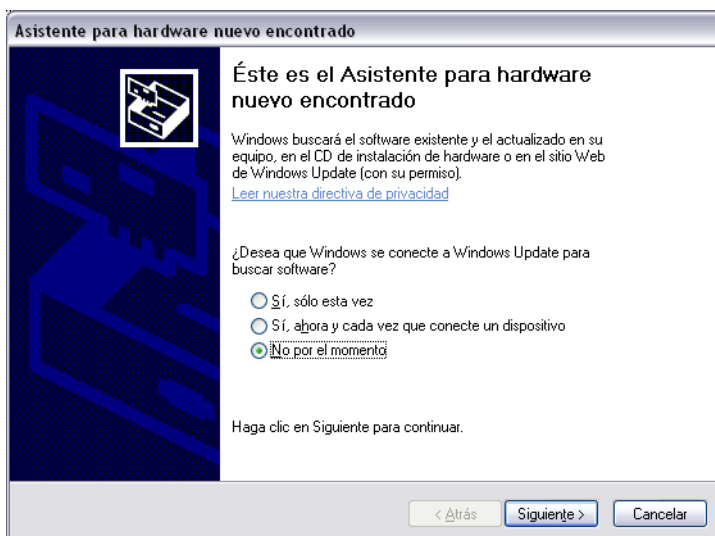 Asistente para hardware nuevo encontrado
Éste es el Asistente para hardware
nuevo encontrado
Windows buscará el software existente y el actualizado en su
equipo, en el CD de instalación de hardware o en el sitio Web
de Windows Update (con su permiso).
Leer nuestra directiva de privacidad
¿Desea que Windows se conecte a Windows Update para
buscar software?
Sí, sólo esta vez
Sí, ahora y cada vez que conecte un dispositivo
No por el momento
Haga clic en Siguiente para continuar.
< Atrás
Siguiente >
Cancelar